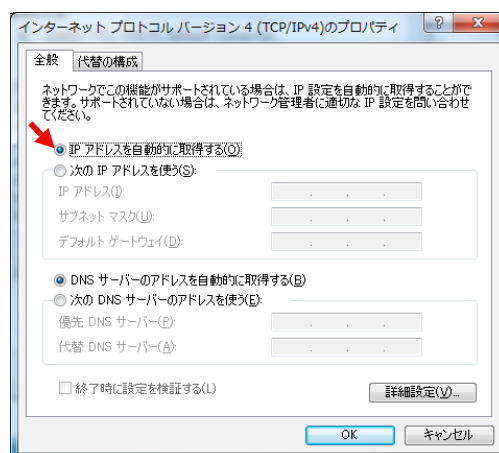 インターネット プロトコル バージョン 4 (TCP/IPv4)のプロパティ
全般
代替の構成
ネットワークでこの機能がサポートされている場合は、IP 設定を自動的に取得することがで
きます。サポートされていない場合は、ネットワーク管理者に適切な IP 設定を問い合わせ
てください。
IP アドレスを自動的に取得する(O)
次の IP アドレスを使う(S):
IP アドレス(I):
サブネット マスク(U):
デフォルト ゲートウェイ(D):
DNS サーバーのアドレスを自動的に取得する(B)
次の DNS サーバーのアドレスを使う(E):
優先 DNS サーバー(P):
代替 DNS サーバー(A):
終了時に設定を検証する(L)
詳細設定(V)...
OK
キャンセル